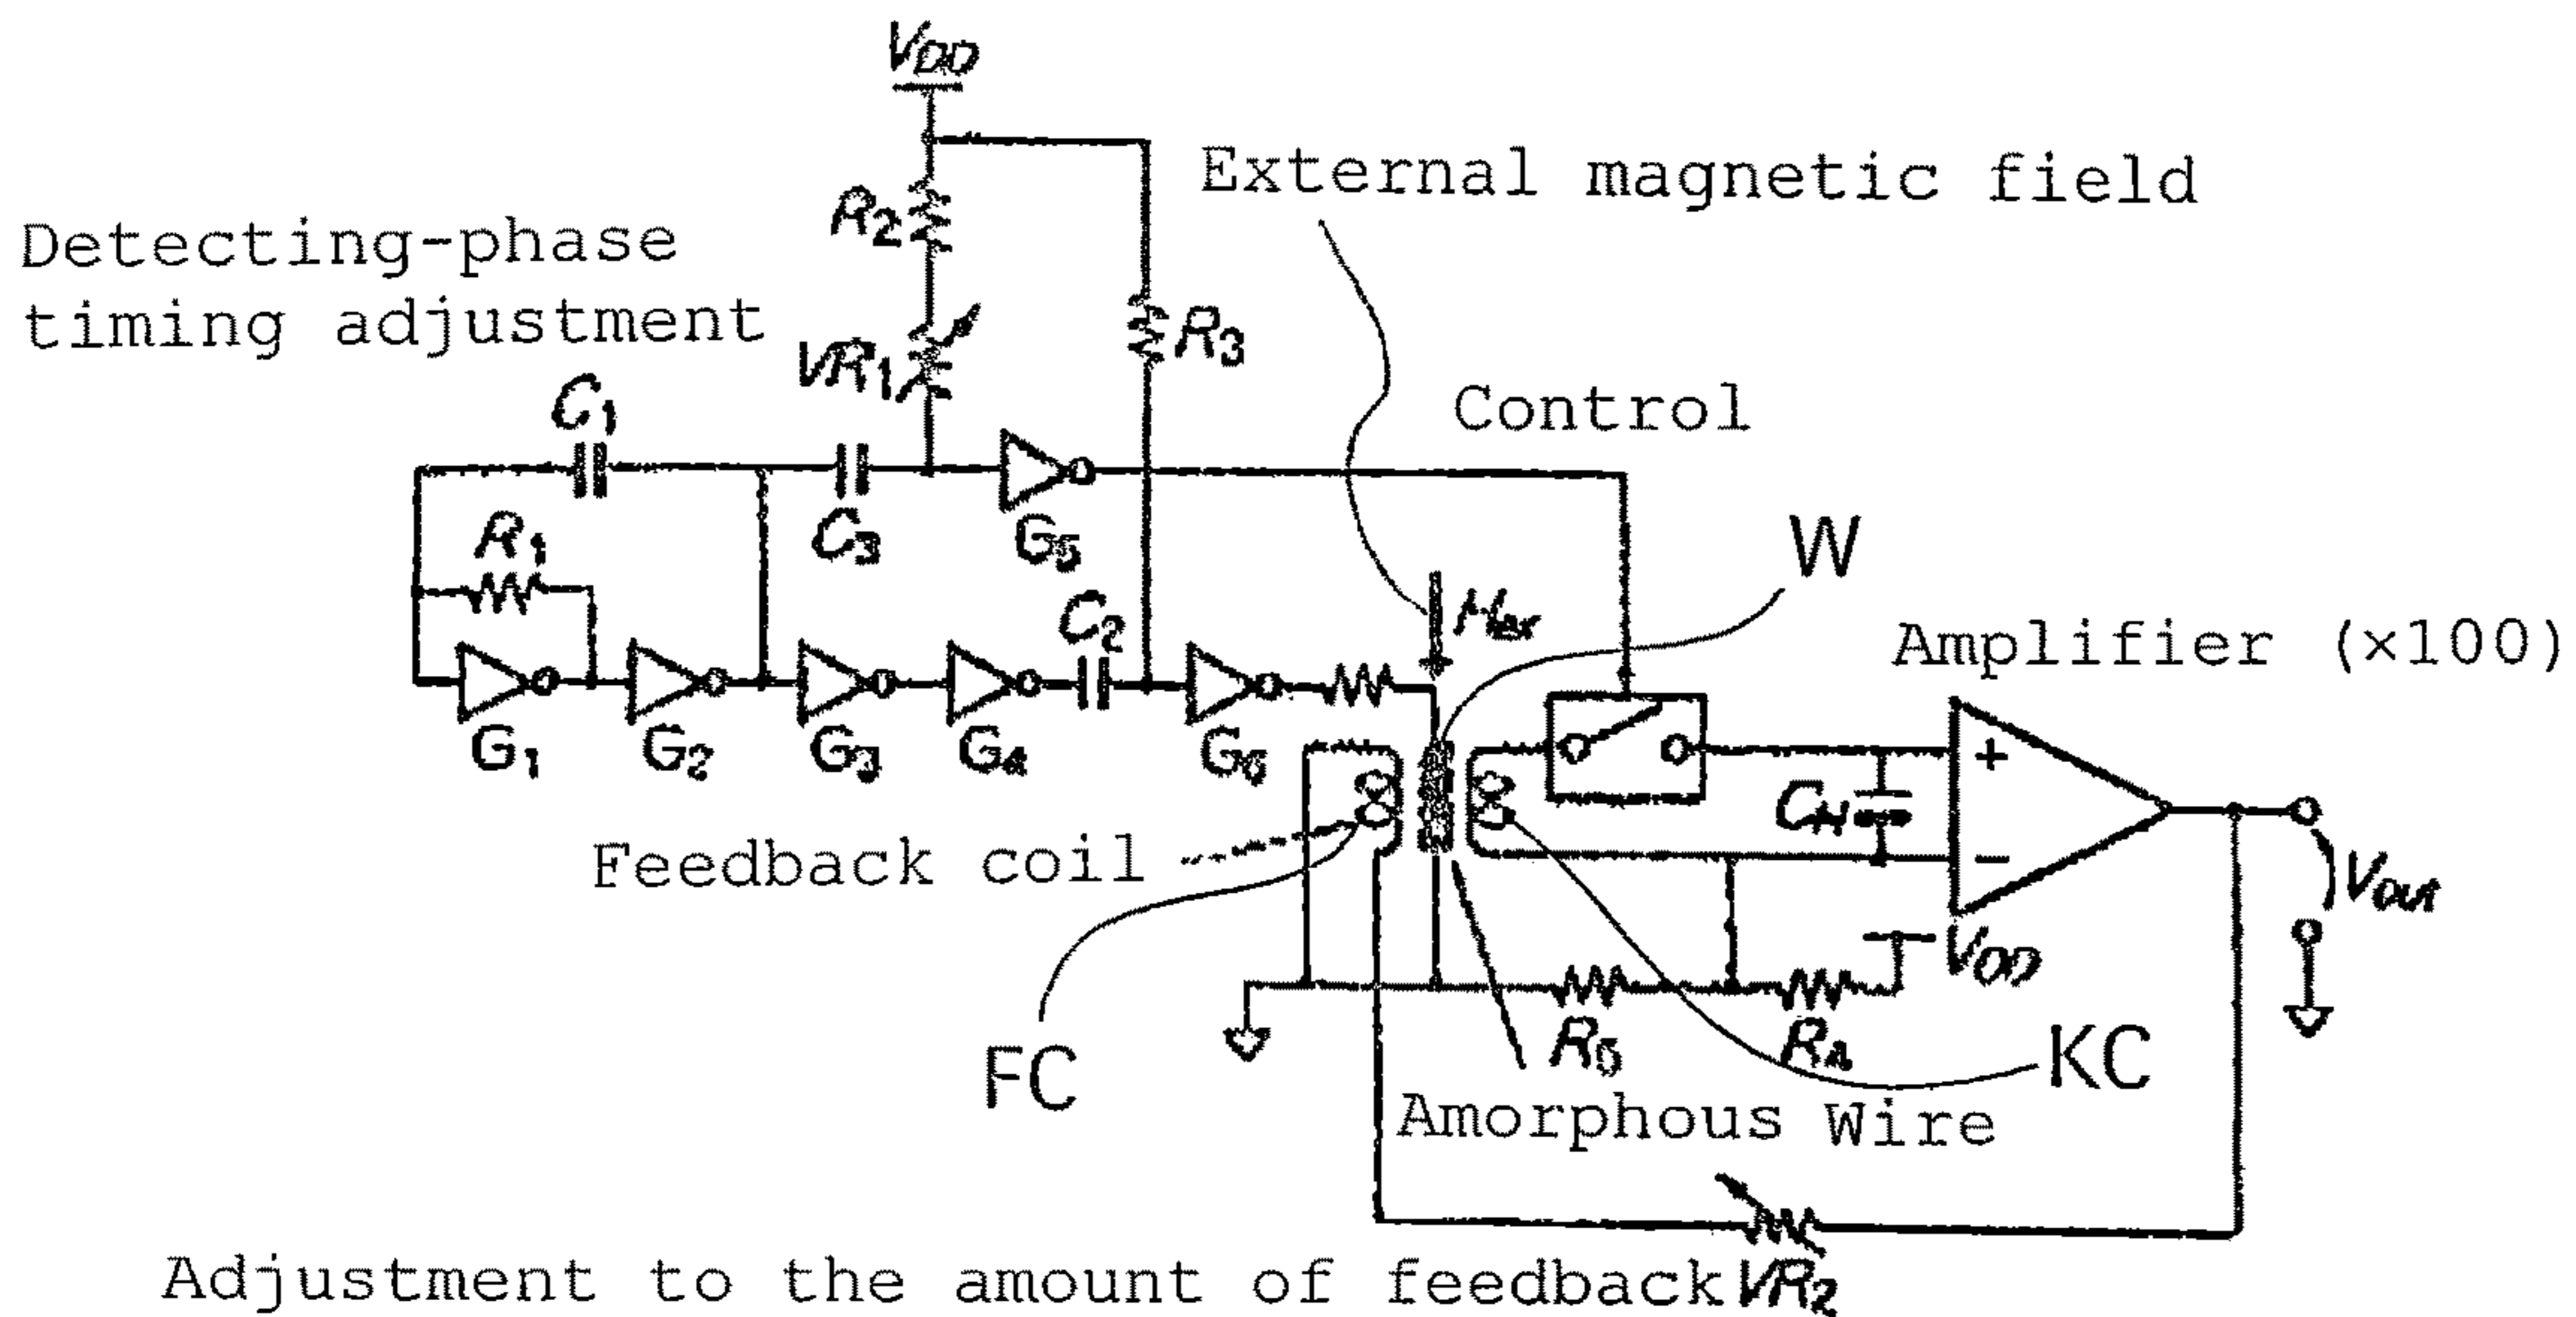 VDD
External magnetic field
R2
Detecting-phase
timing adjustment
VR1
R3
C1
Control
C3
G5
R1
W
C2
Hex
Amplifier (×100)
G1
G2
G3
G4
G6
+
CH
Feedback coil
−
Vout
VDD
FC
R5
R4
KC
Amorphous Wire
Adjustment to the amount of feedback VR2